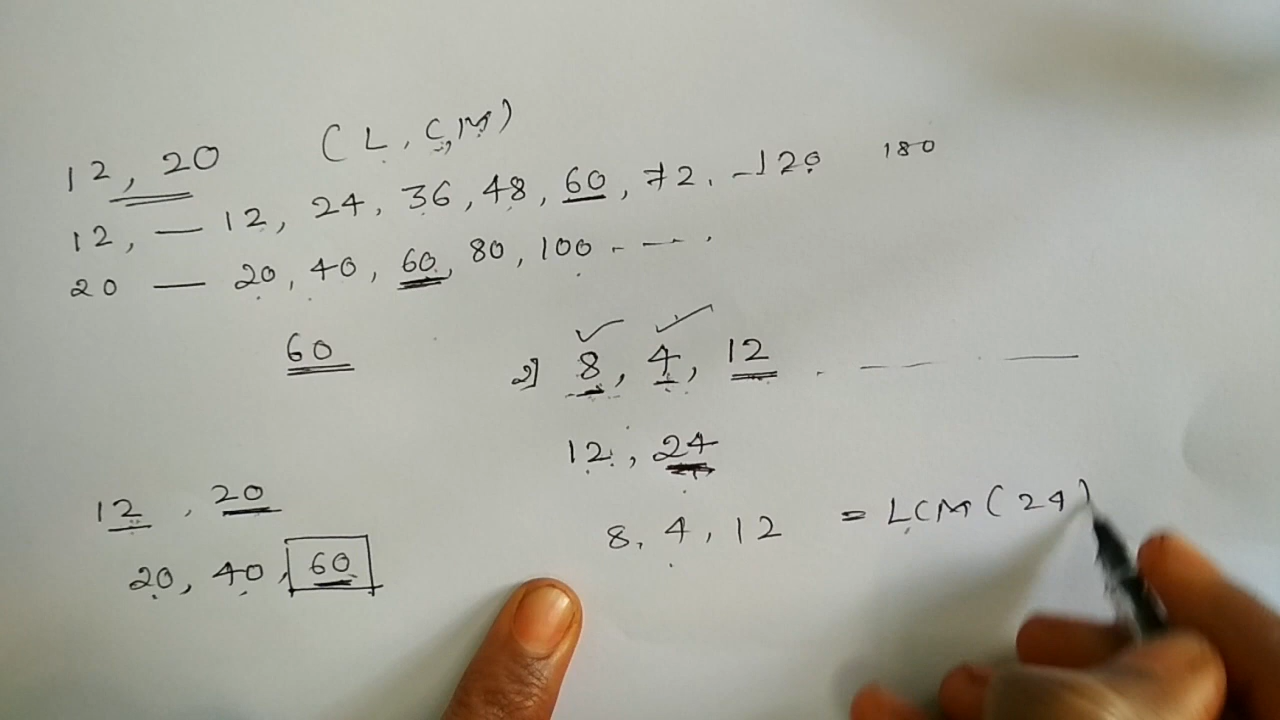 12, 20 (L.C.M)
12, — 12, 24, 36, 48, 60, 72, - 120 180
20 — 20, 40, 60, 80, 100 - - - .
60
2] 8, 4, 12
12, 24
8, 4, 12 = LCM (24)
12, 20
20, 40, 60